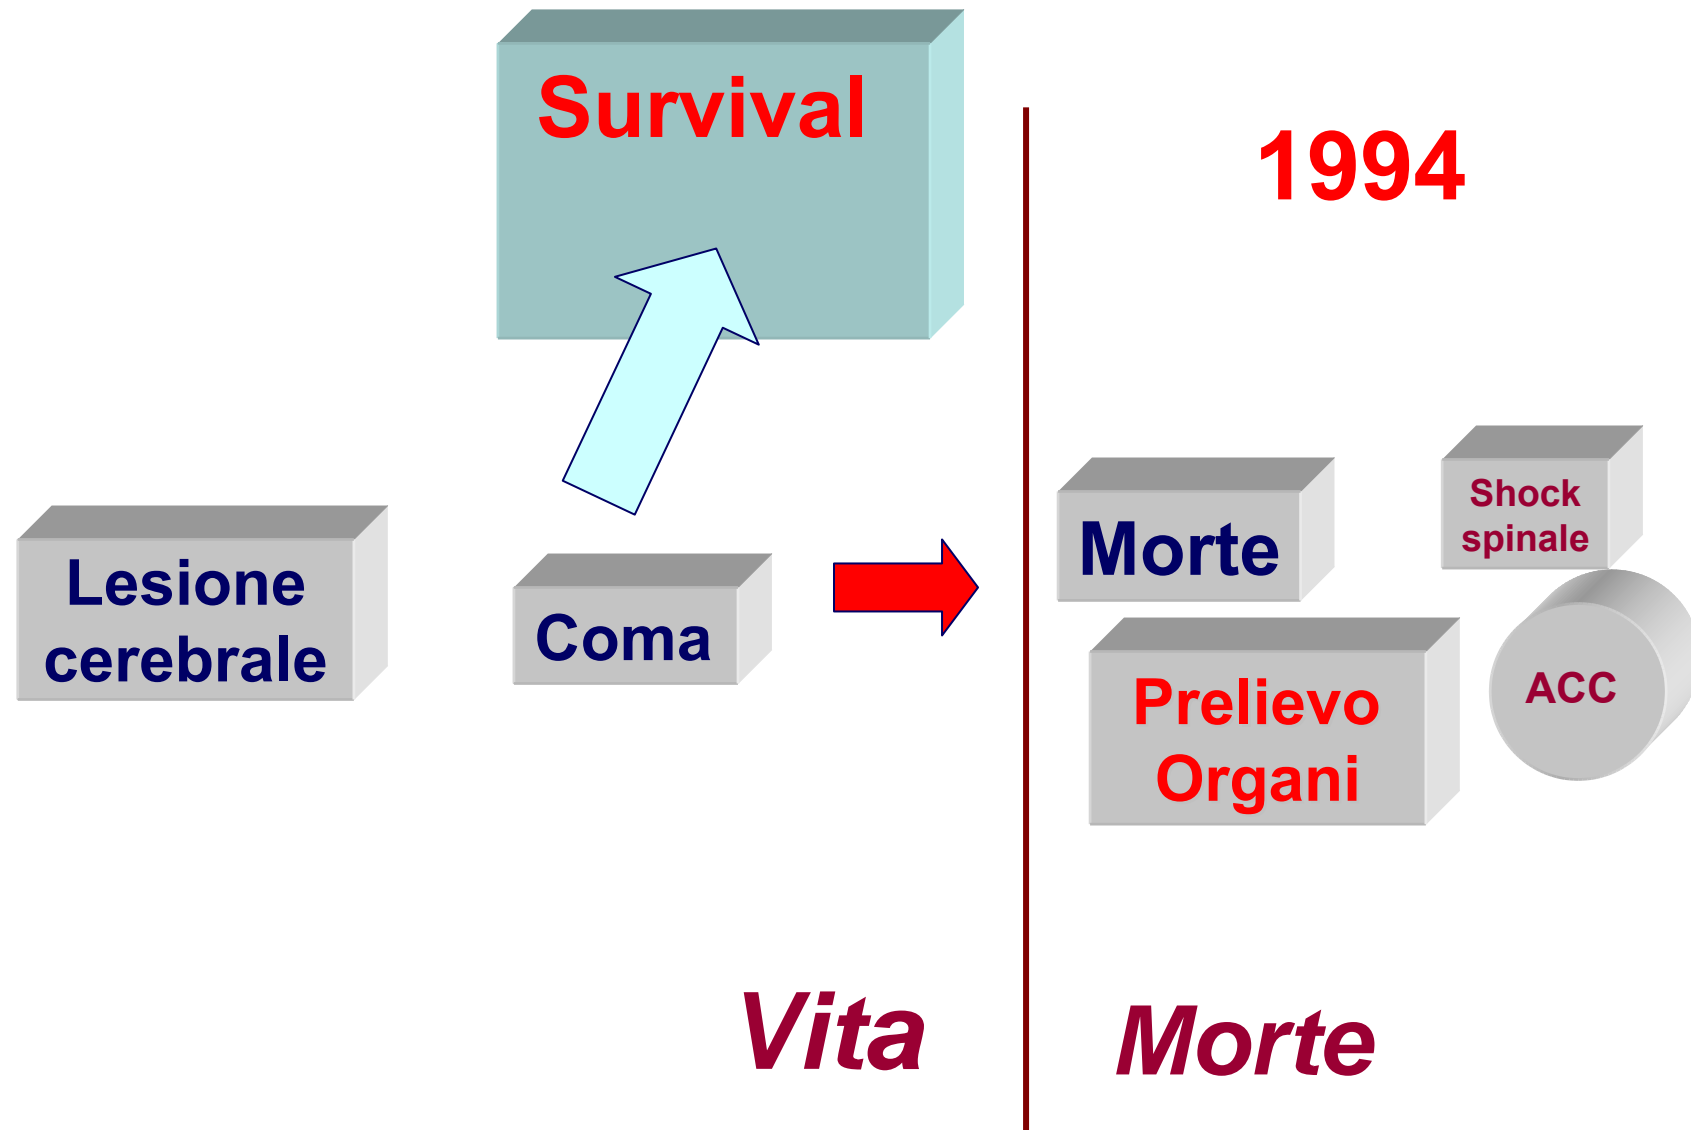 Survival
1994
Lesione
cerebrale
Coma
Morte
Shock
spinale
Prelievo
Organi
ACC
Vita
Morte